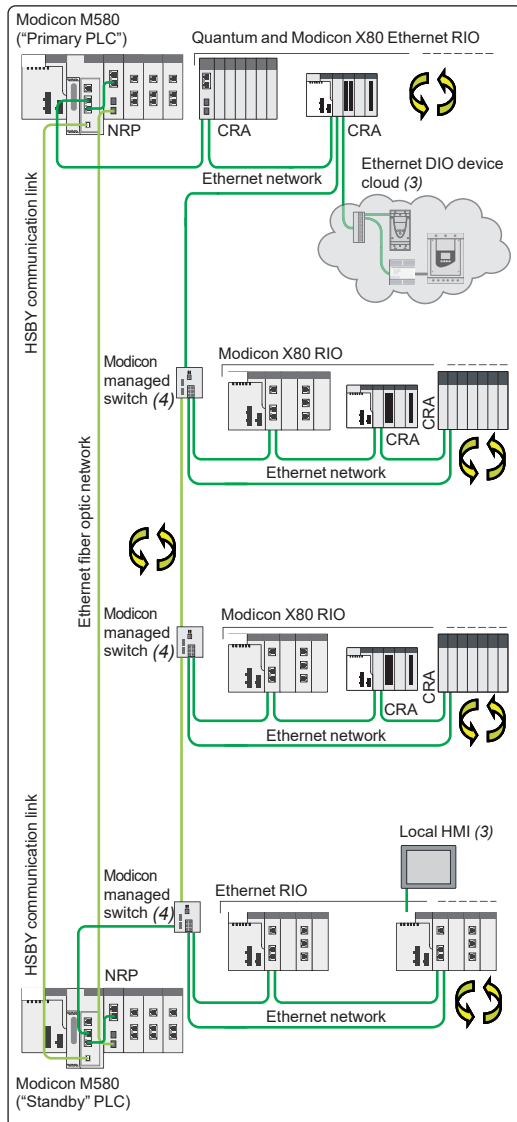 Modicon M580
(“Primary PLC”)
Quantum and Modicon X80 Ethernet RIO
NRP
CRA
CRA
Ethernet network
Ethernet DIO device
cloud (3)
HSBY communication link
Ethernet fiber optic network
Modicon
managed
switch (4)
Modicon X80 RIO
CRA
CRA
Ethernet network
Modicon
managed
switch (4)
Modicon X80 RIO
CRA
CRA
Ethernet network
HSBY communication link
Local HMI (3)
Modicon
managed
switch (4)
Ethernet RIO
NRP
Ethernet network
Modicon M580
(“Standby” PLC)